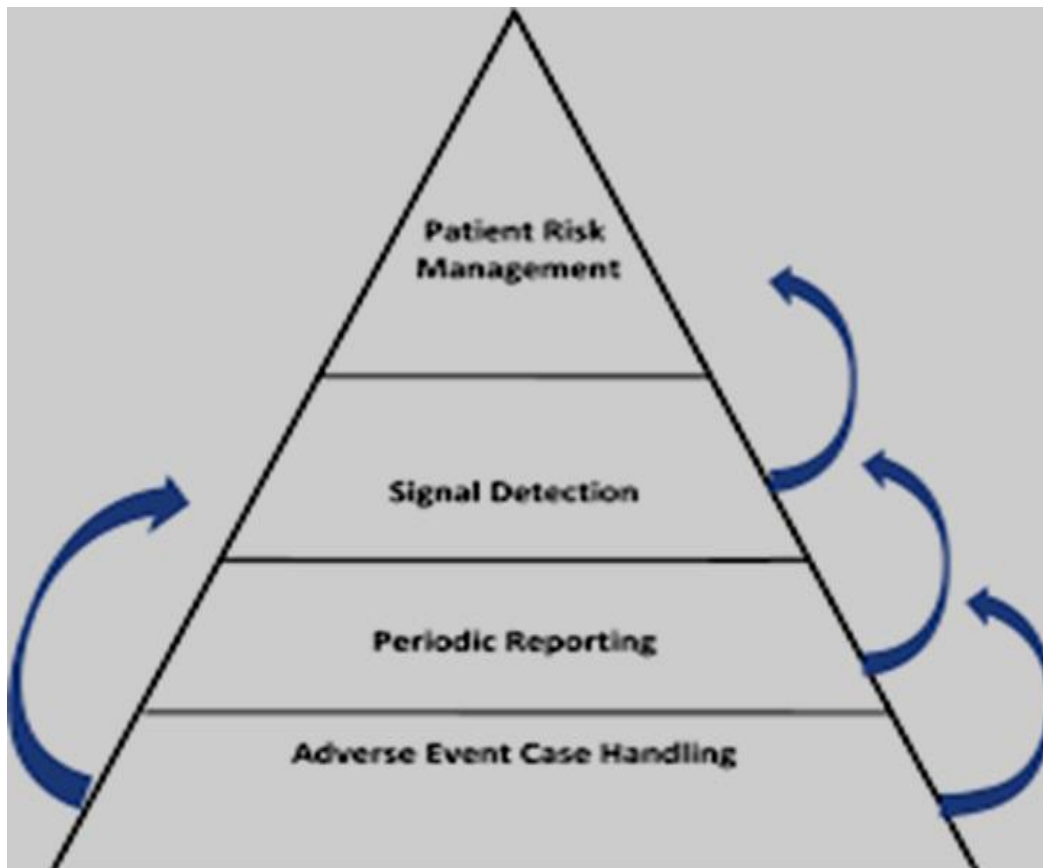 Patient Risk
Management
Signal Detection
Periodic Reporting
Adverse Event Case Handling